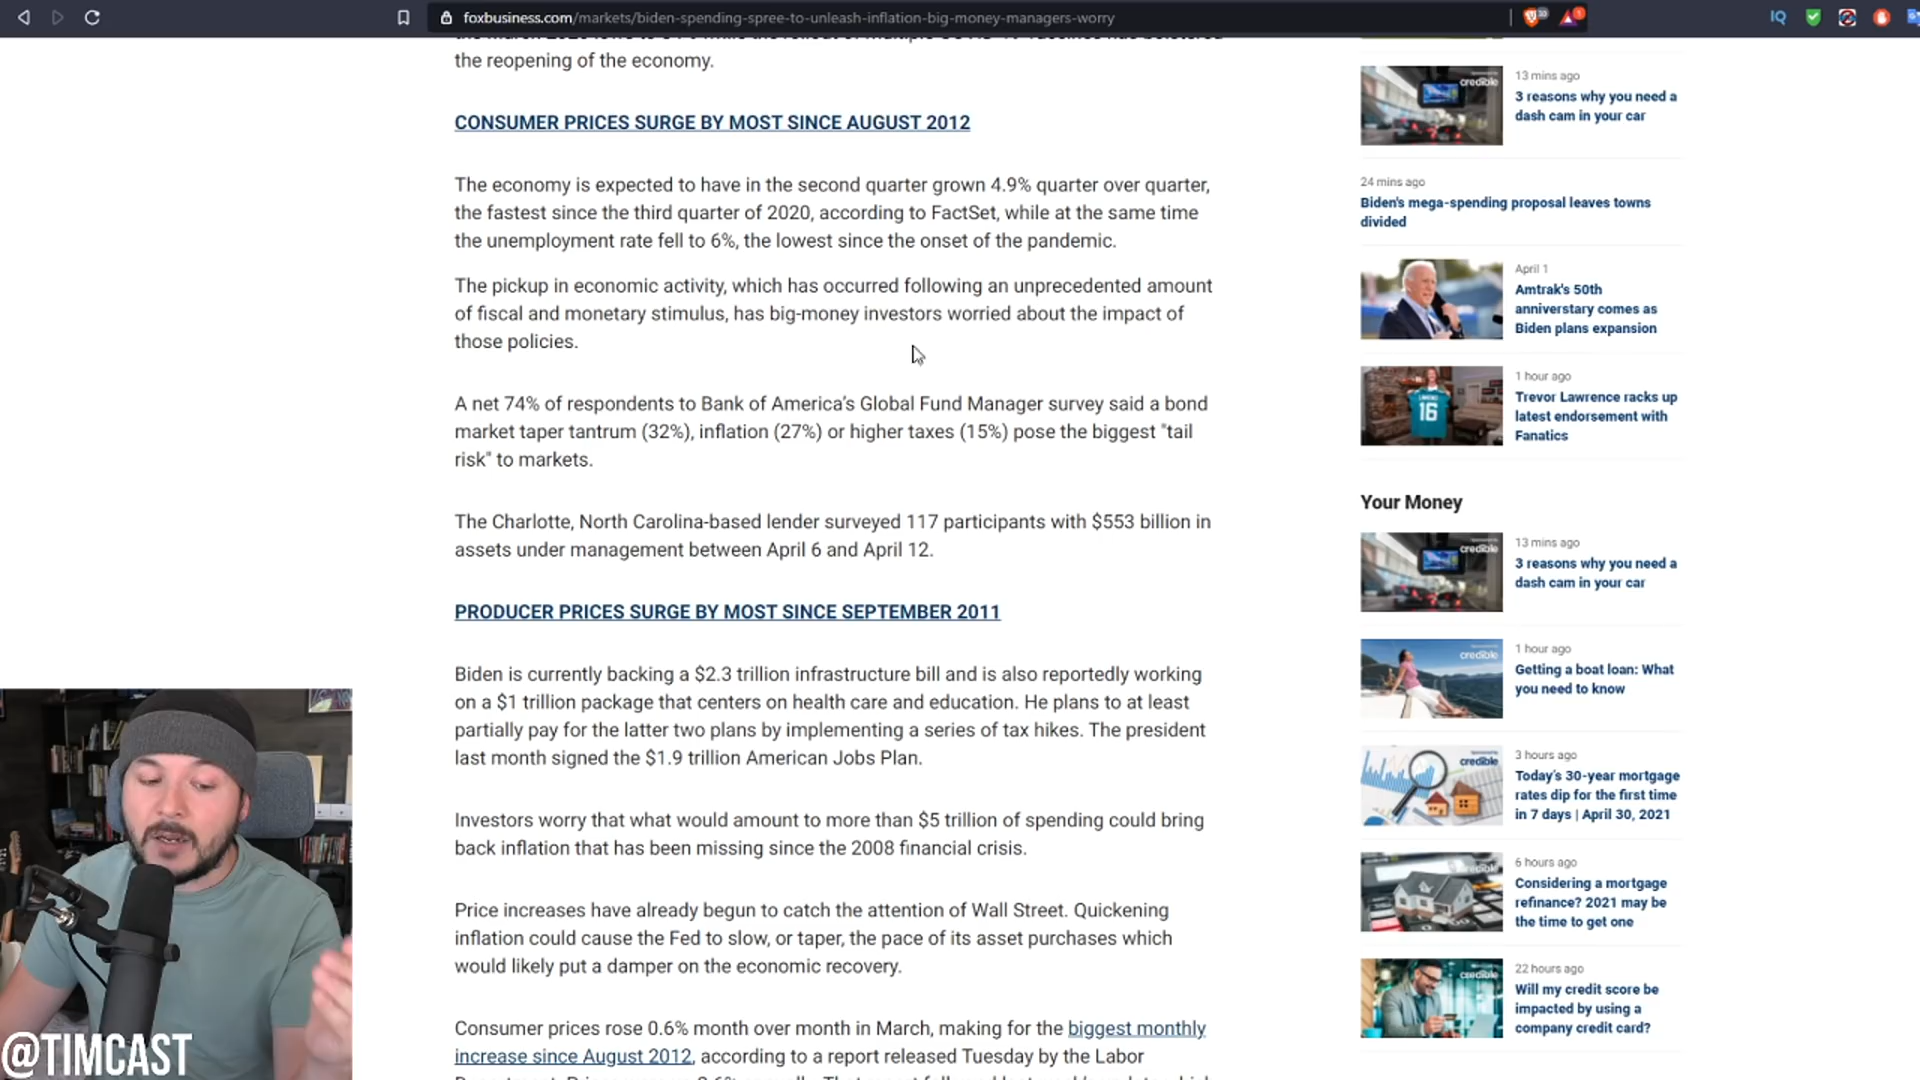 foxbusiness.com/markets/biden-spending-spree-to-unleash-inflation-big-money-managers-worry
IQ
the reopening of the economy.
CONSUMER PRICES SURGE BY MOST SINCE AUGUST 2012
The economy is expected to have in the second quarter grown 4.9% quarter over quarter,
the fastest since the third quarter of 2020, according to FactSet, while at the same time
the unemployment rate fell to 6%, the lowest since the onset of the pandemic.
The pickup in economic activity, which has occurred following an unprecedented amount
of fiscal and monetary stimulus, has big-money investors worried about the impact of
those policies.
A net 74% of respondents to Bank of America's Global Fund Manager survey said a bond
market taper tantrum (32%), inflation (27%) or higher taxes (15%) pose the biggest "tail
risk" to markets.
The Charlotte, North Carolina-based lender surveyed 117 participants with $553 billion in
assets under management between April 6 and April 12.
PRODUCER PRICES SURGE BY MOST SINCE SEPTEMBER 2011
Biden is currently backing a $2.3 trillion infrastructure bill and is also reportedly working
on a $1 trillion package that centers on health care and education. He plans to at least
partially pay for the latter two plans by implementing a series of tax hikes. The president
last month signed the $1.9 trillion American Jobs Plan.
Investors worry that what would amount to more than $5 trillion of spending could bring
back inflation that has been missing since the 2008 financial crisis.
Price increases have already begun to catch the attention of Wall Street. Quickening
inflation could cause the Fed to slow, or taper, the pace of its asset purchases which
would likely put a damper on the economic recovery.
Consumer prices rose 0.6% month over month in March, making for the biggest monthly
increase since August 2012, according to a report released Tuesday by the Labor
credible
13 mins ago
3 reasons why you need a
dash cam in your car
24 mins ago
Biden's mega-spending proposal leaves towns
divided
April 1
Amtrak's 50th
anniverstary comes as
Biden plans expansion
16
1 hour ago
Trevor Lawrence racks up
latest endorsement with
Fanatics
Your Money
credible
13 mins ago
3 reasons why you need a
dash cam in your car
credible
1 hour ago
Getting a boat loan: What
you need to know
credible
3 hours ago
Today's 30-year mortgage
rates dip for the first time
in 7 days | April 30, 2021
credible
6 hours ago
Considering a mortgage
refinance? 2021 may be
the time to get one
credible
22 hours ago
Will my credit score be
impacted by using a
company credit card?
@TIMCAST